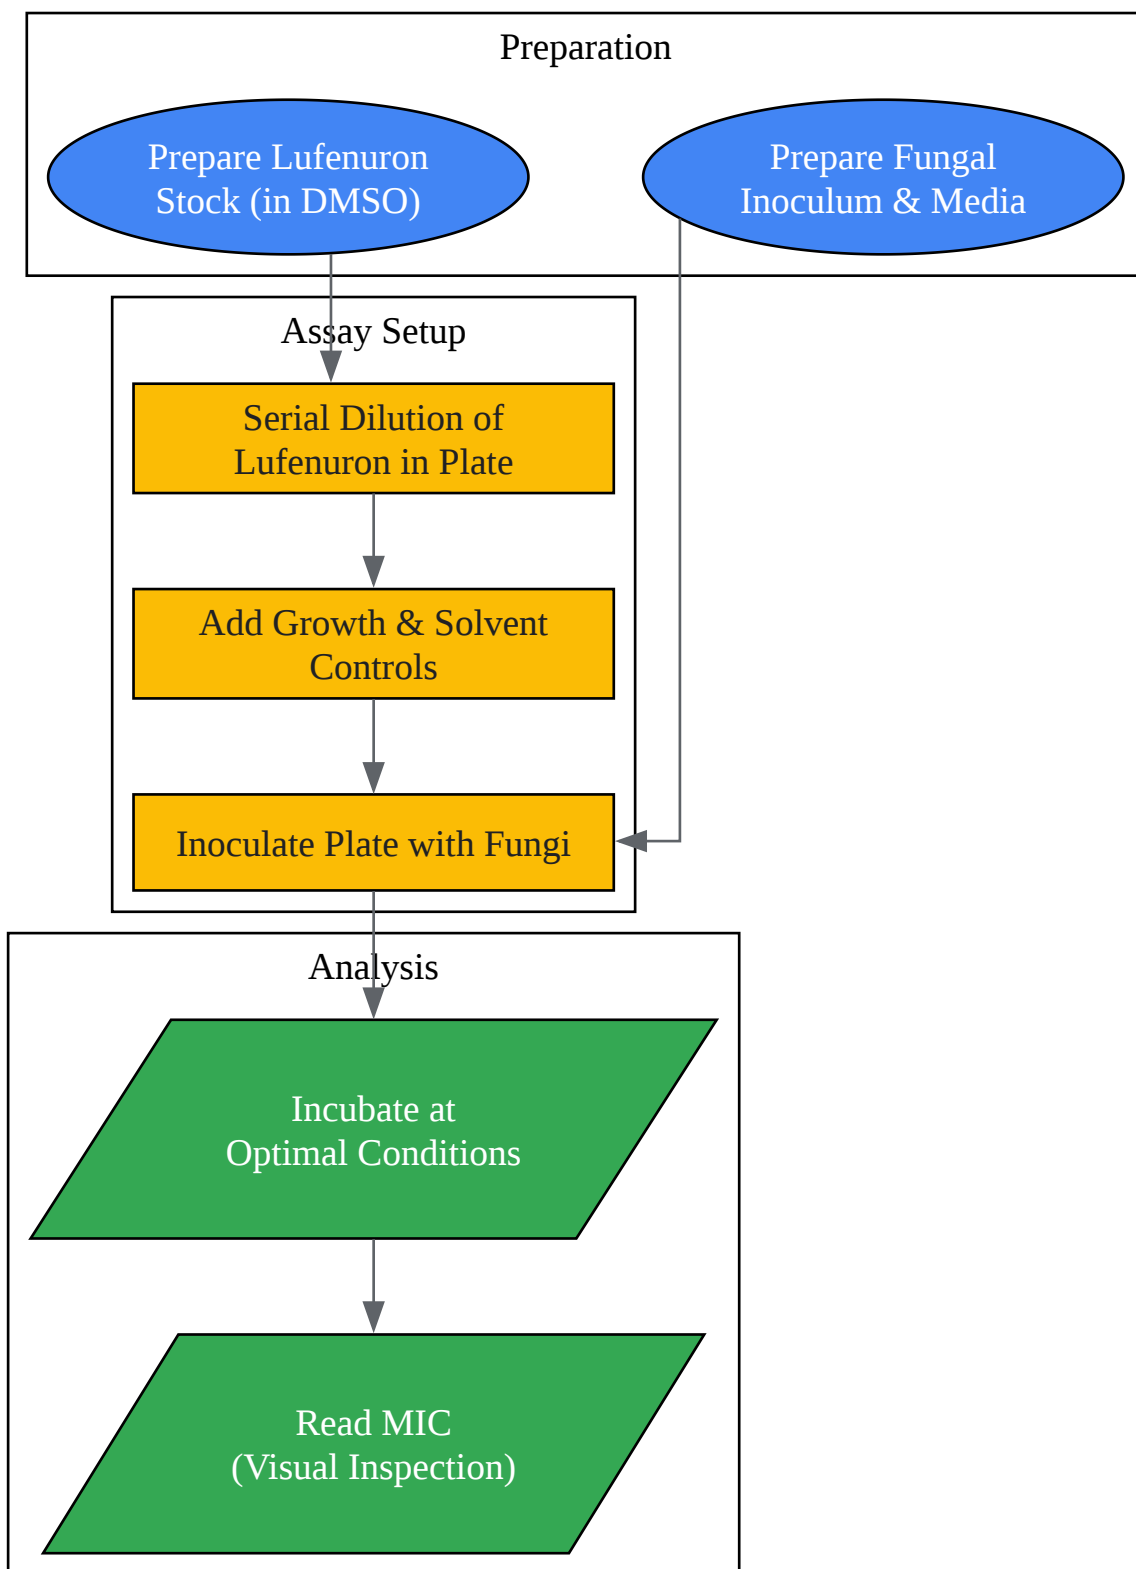 Preparation
Prepare Lufenuron
Stock (in DMSO)
Prepare Fungal
Inoculum & Media
Assay Setup
Serial Dilution of
Lufenuron in Plate
Add Growth & Solvent
Controls
Inoculate Plate with Fungi
Analysis
Incubate at
Optimal Conditions
Read MIC
(Visual Inspection)